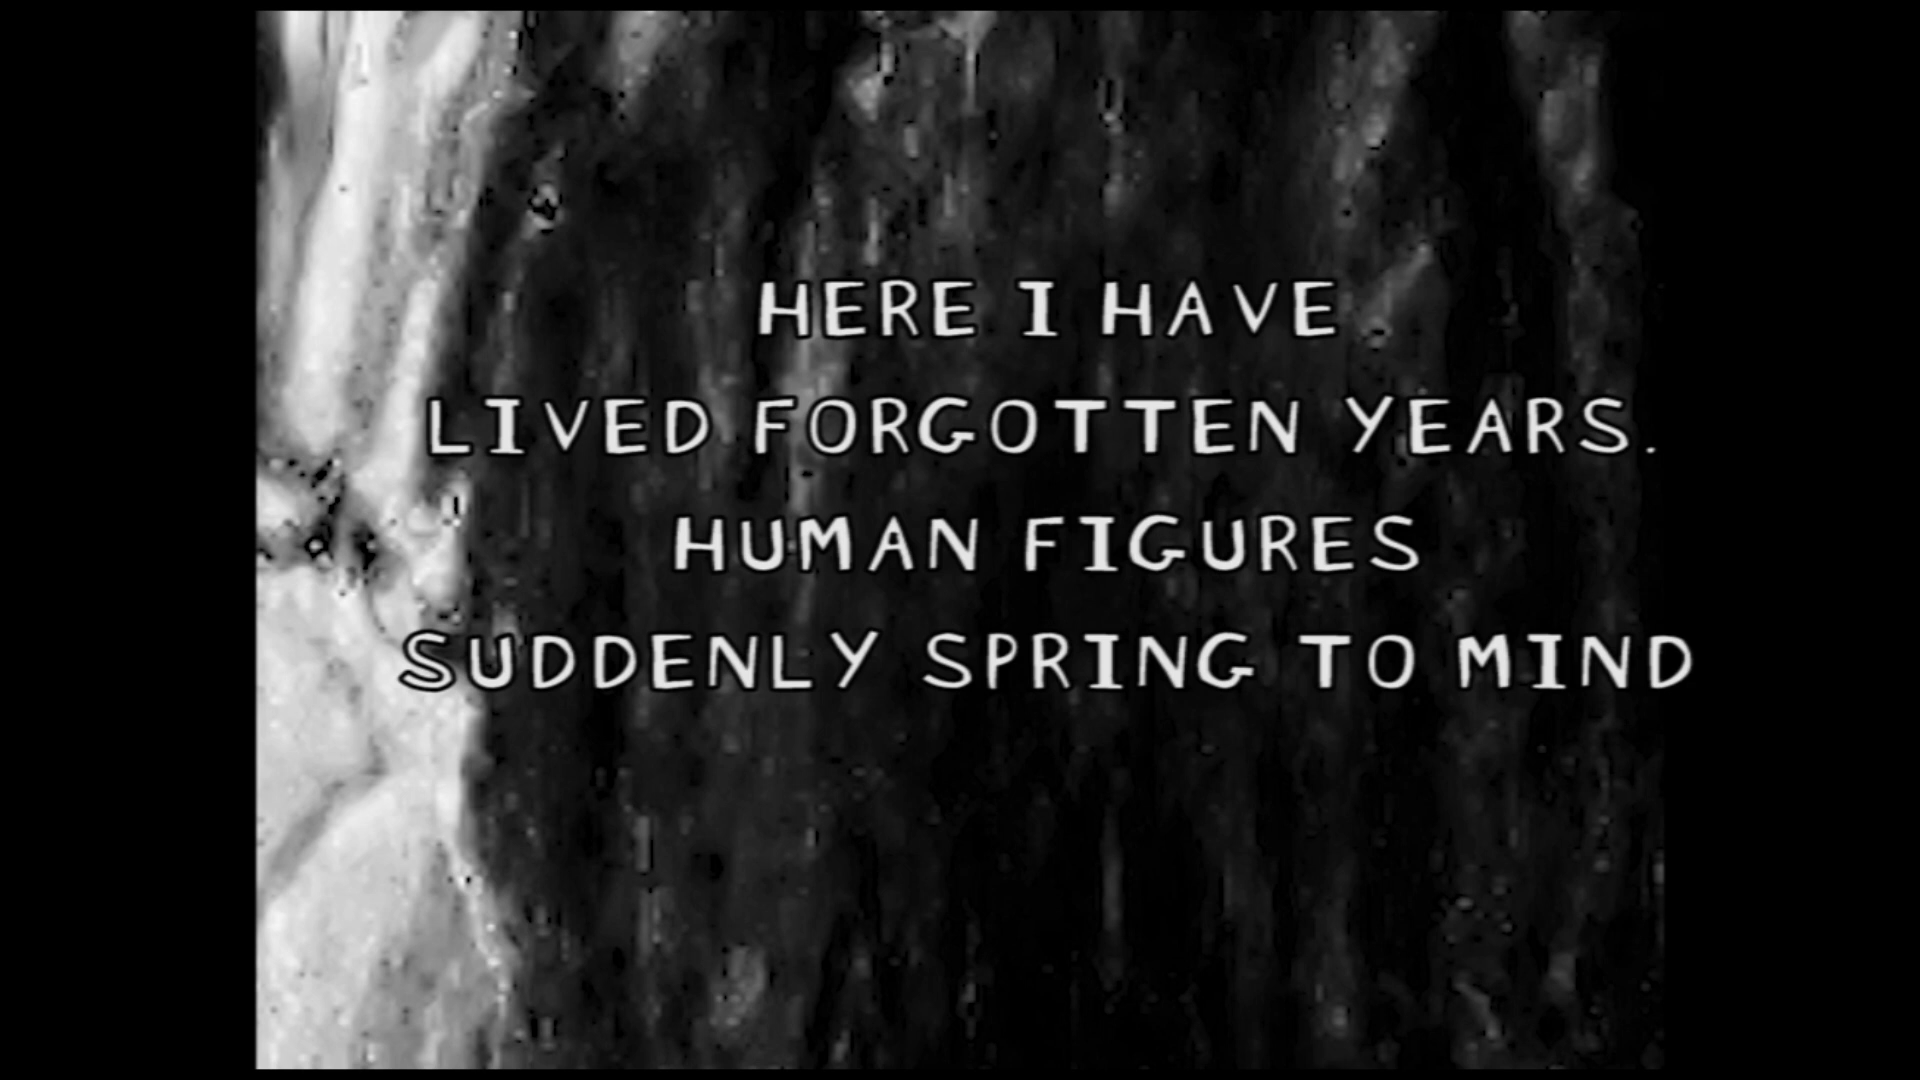 HERE I HAVE
LIVED FORGOTTEN YEARS.
HUMAN FIGURES
SUDDENLY SPRING TO MIND